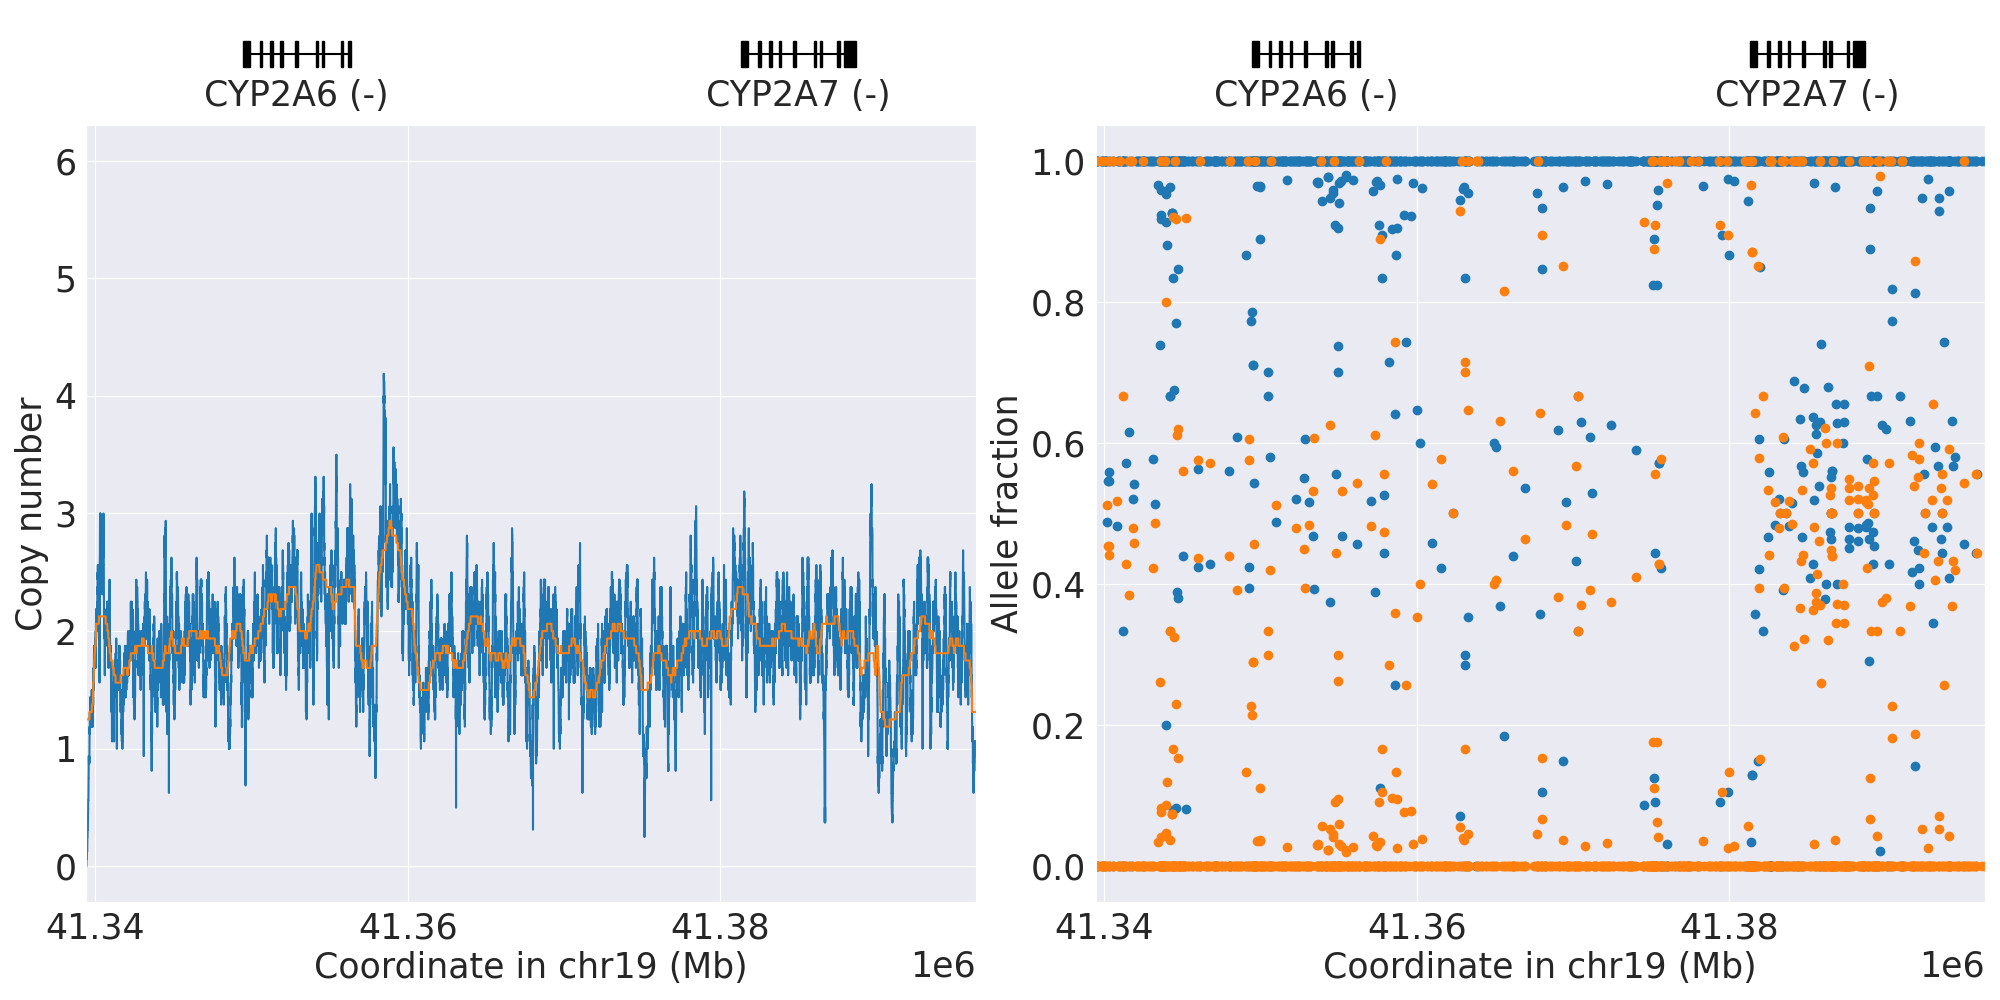 CYP2A6 (-)
CYP2A7 (-)
6
5
4
3
2
1
0
Copy number
41.34
41.36
41.38
1e6
Coordinate in chr19 (Mb)
CYP2A6 (-)
CYP2A7 (-)
1.0
0.8
0.6
0.4
0.2
0.0
Allele fraction
41.34
41.36
41.38
1e6
Coordinate in chr19 (Mb)